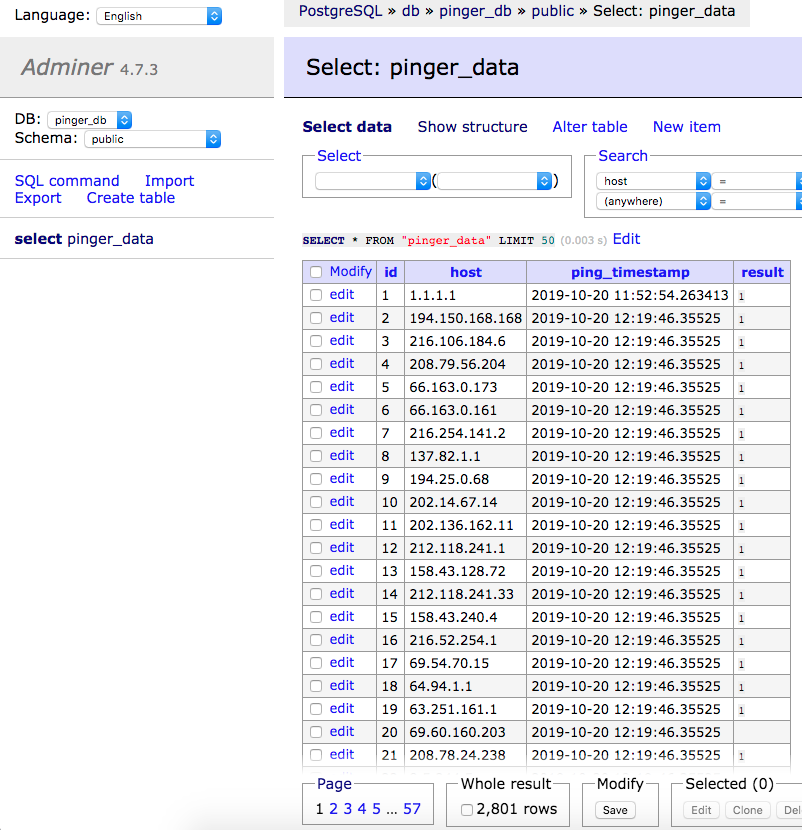 Language: English
PostgreSQL » db » pinger_db » public » Select: pinger_data
Adminer 4.7.3
Select: pinger_data
DB: pinger_db
Schema: public
SQL command Import
Export Create table
select pinger_data
Select data Show structure Alter table New item
Select
( )
Search
host =
(anywhere) =
SELECT * FROM "pinger_data" LIMIT 50 (0.003 s) Edit
Modify id host ping_timestamp result
edit 1 1.1.1.1 2019-10-20 11:52:54.263413 1
edit 2 194.150.168.168 2019-10-20 12:19:46.35525 1
edit 3 216.106.184.6 2019-10-20 12:19:46.35525 1
edit 4 208.79.56.204 2019-10-20 12:19:46.35525 1
edit 5 66.163.0.173 2019-10-20 12:19:46.35525 1
edit 6 66.163.0.161 2019-10-20 12:19:46.35525 1
edit 7 216.254.141.2 2019-10-20 12:19:46.35525 1
edit 8 137.82.1.1 2019-10-20 12:19:46.35525 1
edit 9 194.25.0.68 2019-10-20 12:19:46.35525 1
edit 10 202.14.67.14 2019-10-20 12:19:46.35525 1
edit 11 202.136.162.11 2019-10-20 12:19:46.35525 1
edit 12 212.118.241.1 2019-10-20 12:19:46.35525 1
edit 13 158.43.128.72 2019-10-20 12:19:46.35525 1
edit 14 212.118.241.33 2019-10-20 12:19:46.35525 1
edit 15 158.43.240.4 2019-10-20 12:19:46.35525 1
edit 16 216.52.254.1 2019-10-20 12:19:46.35525 1
edit 17 69.54.70.15 2019-10-20 12:19:46.35525 1
edit 18 64.94.1.1 2019-10-20 12:19:46.35525 1
edit 19 63.251.161.1 2019-10-20 12:19:46.35525 1
edit 20 69.60.160.203 2019-10-20 12:19:46.35525
edit 21 208.78.24.238 2019-10-20 12:19:46.35525 1
Page
1 2 3 4 5 ... 57
Whole result
2,801 rows
Modify
Save
Selected (0)
Edit Clone Del